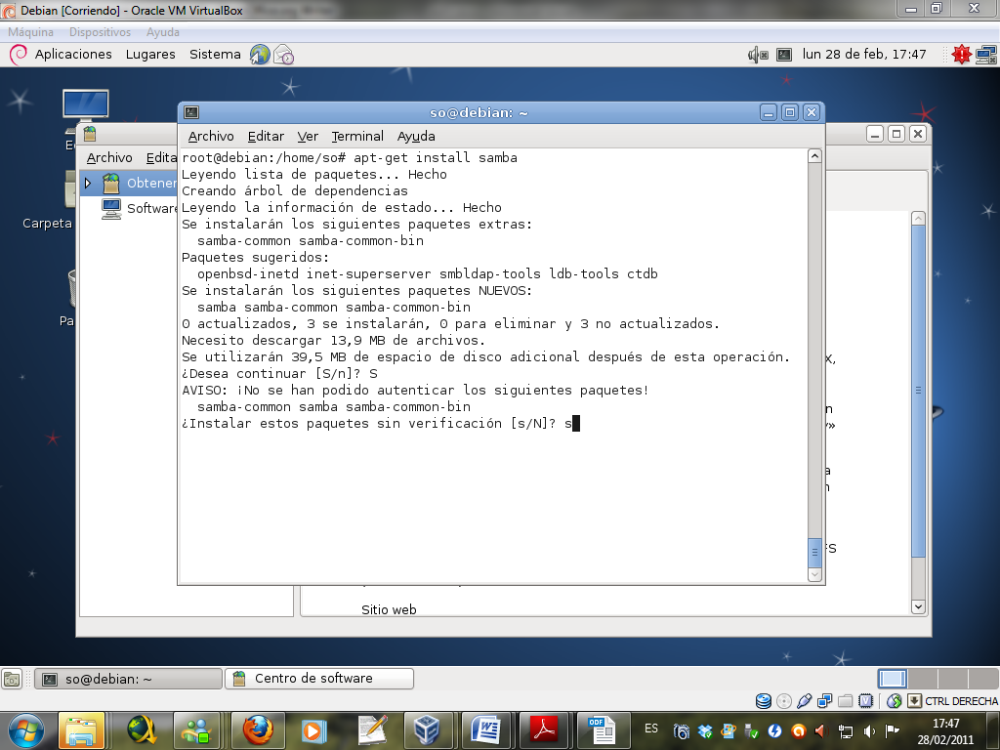 Debian [Corriendo] - Oracle VM VirtualBox
Máquina Dispositivos Ayuda
Aplicaciones Lugares Sistema lun 28 de feb, 17:47
so@debian: ~
Archivo Editar Ver Terminal Ayuda
Archivo Edita
Obtener
Software
Carpeta
Pa
root@debian:/home/so# apt-get install samba
Leyendo lista de paquetes... Hecho
Creando árbol de dependencias
Leyendo la información de estado... Hecho
Se instalarán los siguientes paquetes extras:
samba-common samba-common-bin
Paquetes sugeridos:
openbsd-inetd inet-superserver smbldap-tools ldb-tools ctdb
Se instalarán los siguientes paquetes NUEVOS:
samba samba-common samba-common-bin
0 actualizados, 3 se instalarán, 0 para eliminar y 3 no actualizados.
Necesito descargar 13,9 MB de archivos.
Se utilizarán 39,5 MB de espacio de disco adicional después de esta operación.
¿Desea continuar [S/n]? S
AVISO: ¡No se han podido autenticar los siguientes paquetes!
samba-common samba samba-common-bin
¿Instalar estos paquetes sin verificación [s/N]? s
Sitio web
so@debian: ~ Centro de software
CTRL DERECHA
ODF
ES
17:47
28/02/2011